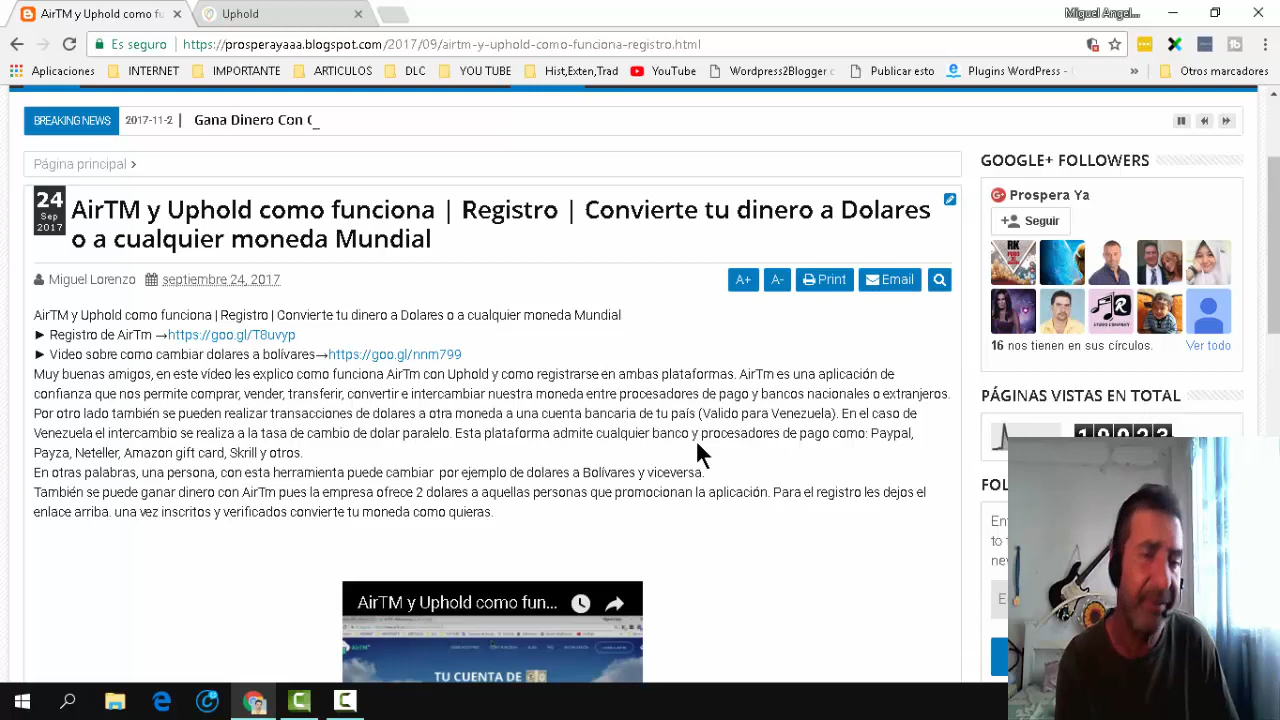 AirTM y Uphold como fu
Uphold
Miguel Angel...
Es seguro
https://prosperayaaa.blogspot.com/2017/09/airtm-y-uphold-como-funciona-registro.html
Aplicaciones
INTERNET
IMPORTANTE
ARTICULOS
DLC
YOU TUBE
Hist,Exten,Trad
YouTube
Wordpress2Blogger c
Publicar esto
Plugins WordPress -
»
Otros marcadores
BREAKING NEWS
2017-11-2 | Gana Dinero Con C_
Página principal >
24
Sep
2017
AirTM y Uphold como funciona | Registro | Convierte tu dinero a Dolares
o a cualquier moneda Mundial
Miguel Lorenzo septiembre 24, 2017
A+
A-
Print
Email
AirTM y Uphold como funciona | Registro | Convierte tu dinero a Dolares o a cualquier moneda Mundial
► Registro de AirTm →https://goo.gl/T8uvyp
► Video sobre como cambiar dolares a bolívares→https://goo.gl/nnm799
Muy buenas amigos, en este vídeo les explico como funciona AirTm con Uphold y como registrarse en ambas plataformas. AirTm es una aplicación de
confianza que nos permite comprar, vender, transferir, convertir e intercambiar nuestra moneda entre procesadores de pago y bancos nacionales o extranjeros.
Por otro lado también se pueden realizar transacciones de dolares a otra moneda a una cuenta bancaria de tu país (Valido para Venezuela). En el caso de
Venezuela el intercambio se realiza a la tasa de cambio de dolar paralelo. Esta plataforma admite cualquier banco y procesadores de pago como: Paypal,
Payza, Neteller, Amazon gift card, Skrill y otros.
En otras palabras, una persona, con esta herramienta puede cambiar por ejemplo de dolares a Bolívares y viceversa.
También se puede ganar dinero con AirTm pues la empresa ofrece 2 dolares a aquellas personas que promocionan la aplicación. Para el registro les dejos el
enlace arriba. una vez inscritos y verificados convierte tu moneda como quieras.
AirTM y Uphold como fun...
AirTM
TU CUENTA DE
GOOGLE+ FOLLOWERS
Prospera Ya
Seguir
16 nos tienen en sus círculos.
Ver todo
PÁGINAS VISTAS EN TOTAL
19923
FOL
En
to
ne
E